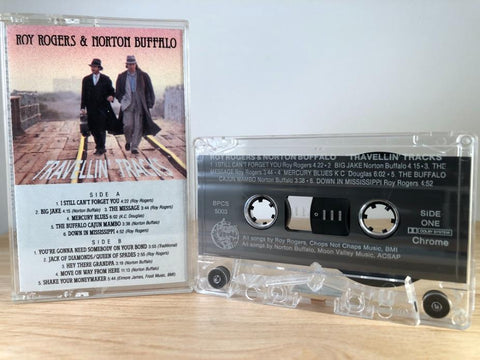 ROY ROGERS & NORTON BUFFALO
TRAVELLIN' TRACKS
SIDE A
1. I STILL CAN'T FORGET YOU 4:22 (Roy Rogers)
2. BIG JAKE 4:15 (Norton Buffalo) 3. THE MESSAGE 3:44 (Roy Rogers)
4. MERCURY BLUES 6:02 (K.C. Douglas)
5. THE BUFFALO CAJUN MAMBO 3:38 (Norton Buffalo)
6. DOWN IN MISSISSIPPI 4:52 (Roy Rogers)
SIDE B
1. YOU'RE GONNA NEED SOMEBODY ON YOUR BOND 3:03 (Traditional)
2. JACK OF DIAMONDS/QUEEN OF SPADES 2:55 (Roy Rogers)
3. HEY THERE GRANDPA 3:18 (Norton Buffalo)
4. MOVE ON WAY FROM HERE 11:13 (Norton Buffalo)
5. SHAKE YOUR MONEYMAKER 5:44 (Elmore James, Frost Music, BMI)
ROY ROGERS & NORTON BUFFALO TRAVELLIN' TRACKS
1. I STILL CAN'T FORGET YOU Roy Rogers 4:22 • 2. BIG JAKE Norton Buffalo 4:15 • 3. THE
MESSAGE Roy Rogers 3:44 • 4. MERCURY BLUES K C Douglas 6:02 • 5. THE BUFFALO
CAJUN MAMBO Norton Buffalo 3:38 • 6. DOWN IN MISSISSIPPI Roy Rogers 4:52
BPCS
5003
SIDE
ONE
DOLBY SYSTEM
Chrome
All songs by Roy Rogers, Chops Not Chaps Music, BMI
All songs by Norton Buffalo, Moon Valley Music, ACSAP